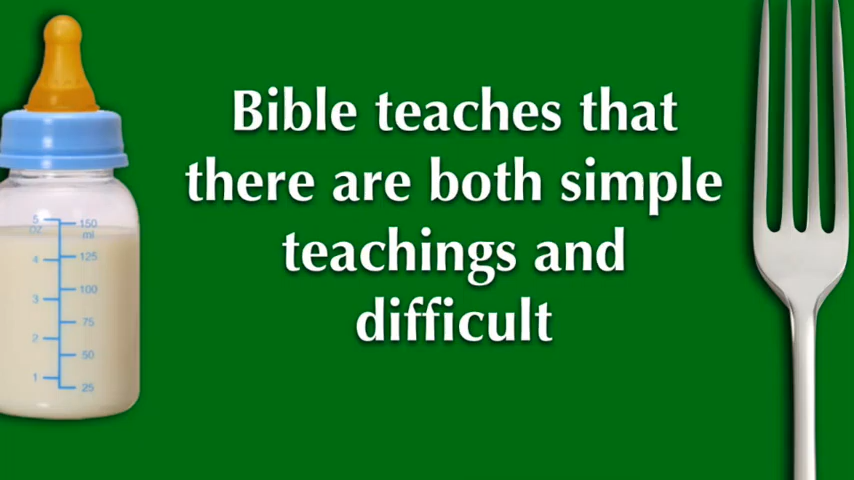 Bible teaches that
there are both simple
teachings and
difficult
5
OZ
4
3
2
1
150
ml
125
100
75
50
25